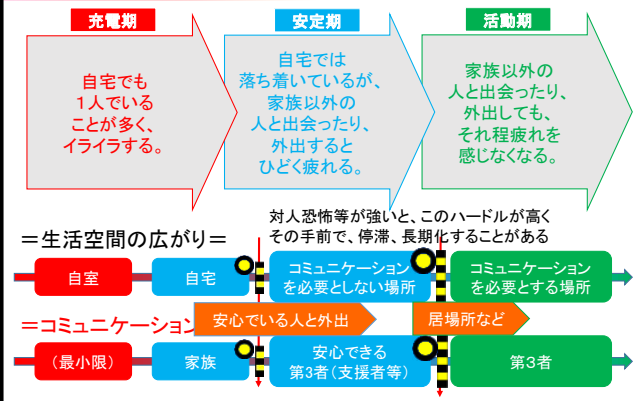 充電期
安定期
活動期
自宅でも
１人でいる
ことが多く、
イライラする。
自宅では
落ち着いているが、
家族以外の
人と出会ったり、
外出すると
ひどく疲れる。
家族以外の
人と出会ったり、
外出しても、
それ程疲れを
感じなくなる。
対人恐怖等が強いと、このハードルが高く
その手前で、停滞、長期化することがある
＝生活空間の広がり＝
自室
自宅
コミュニケーション
を必要としない場所
コミュニケーション
を必要とする場所
安心でいる人と外出
居場所など
＝コミュニケーション
（最小限）
家族
安心できる
第3者（支援者等）
第３者